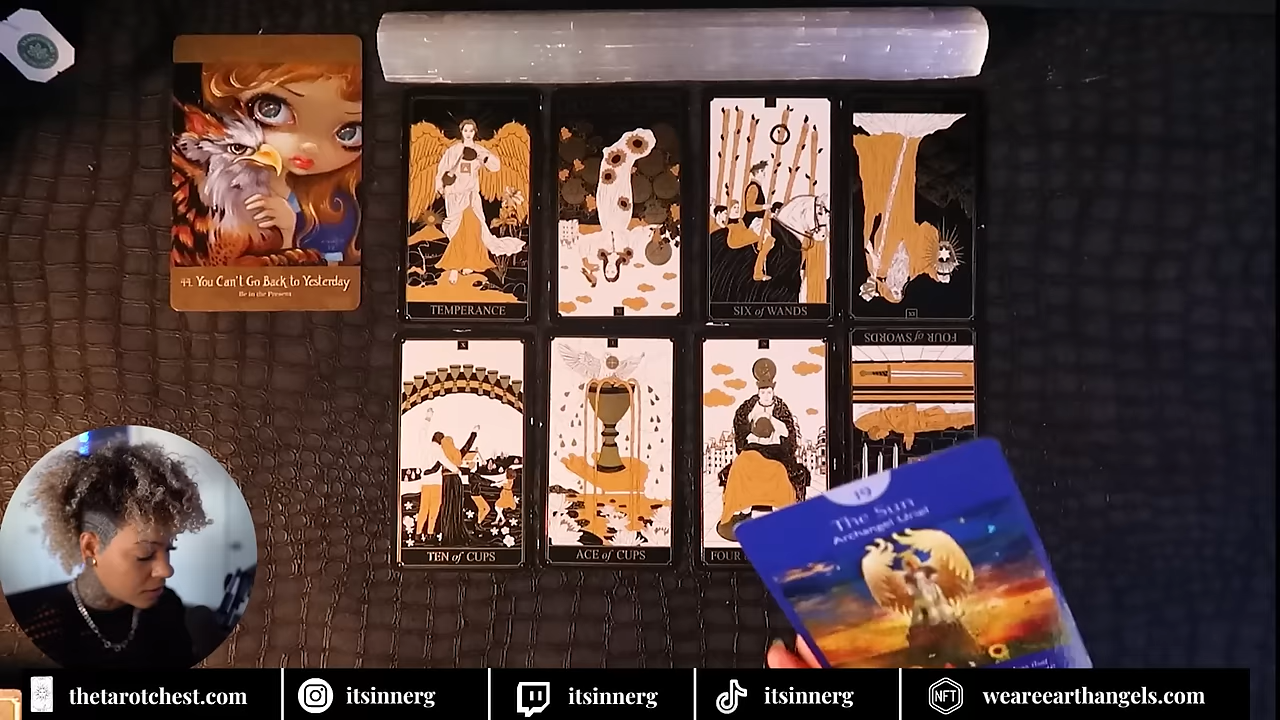 44. You Can't Go Back to Yesterday
Be in the Present
TEMPERANCE
SIX of WANDS
FOUR of SWORDS
X
TEN of CUPS
I
ACE of CUPS
FOUR
19
The Sun
Archangel Uriel
thetarotchest.com
itsinnerg
itsinnerg
itsinnerg
NFT
weareearthangels.com